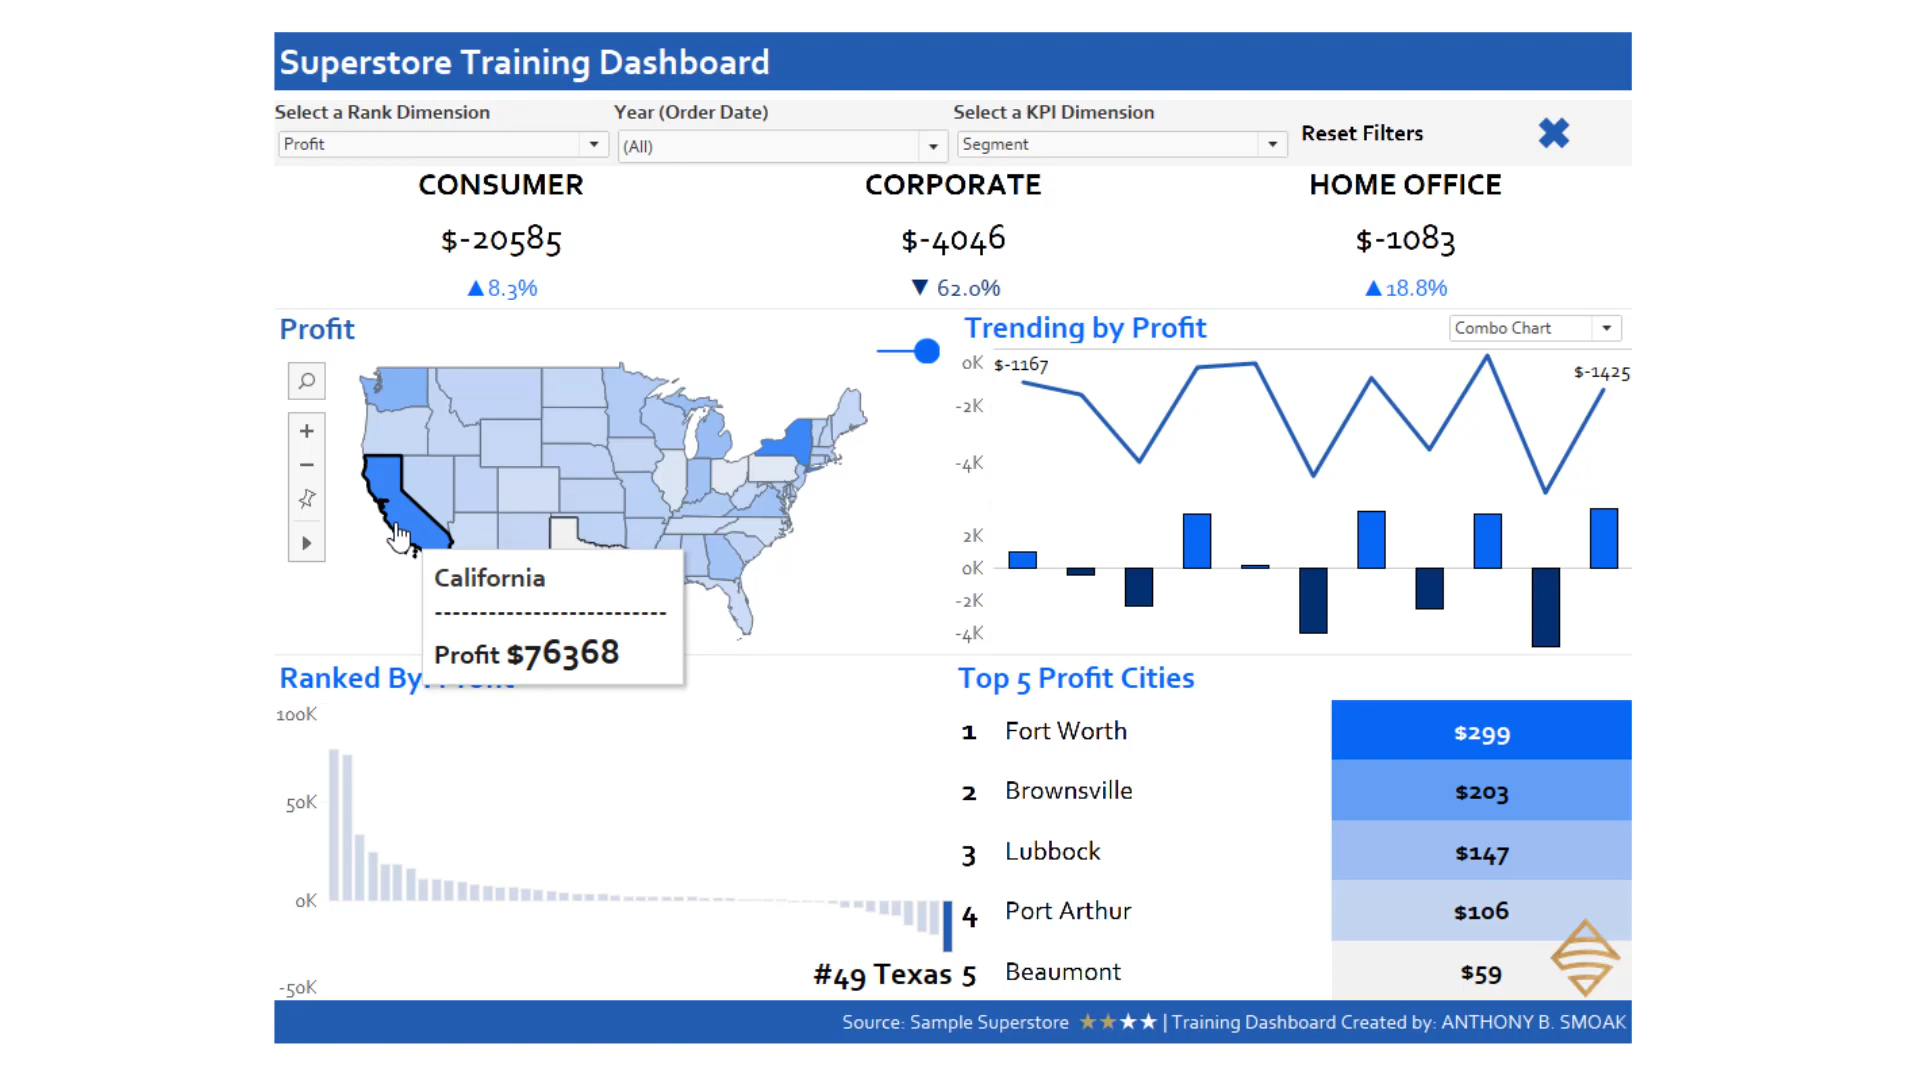 Superstore Training Dashboard
Select a Rank Dimension
Year (Order Date)
Select a KPI Dimension
Profit
(All)
Segment
Reset Filters
CONSUMER
CORPORATE
HOME OFFICE
$-20585
$-4046
$-1083
▲8.3%
▼ 62.0%
▲18.8%
Profit
Trending by Profit
Combo Chart
0K
$-1167
$-1425
-2K
-4K
2K
0K
-2K
-4K
California
--------------------------
Profit $76368
Ranked By: Profit
100K
50K
0K
-50K
#49 Texas
Top 5 Profit Cities
1 Fort Worth $299
2 Brownsville $203
3 Lubbock $147
4 Port Arthur $106
5 Beaumont $59
Source: Sample Superstore ★★★★ | Training Dashboard Created by: ANTHONY B. SMOAK